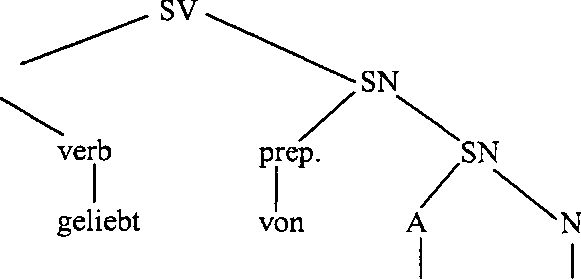 SV
SN
verb prep. SN
geliebt von A N